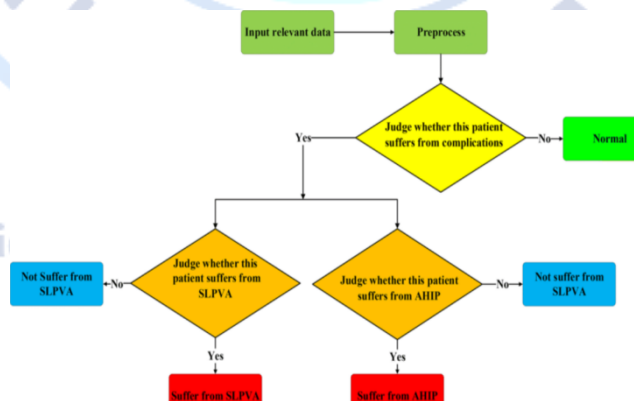 Input relevant data
Preprocess
Judge whether this patient
suffers from complications
Yes
No
Normal
Judge whether this
patient suffers from
SLPVA
Judge whether this patient
suffers from AHIP
Not Suffer from
SLPVA
No
No
Not suffer from
SLPVA
Yes
Yes
Suffer from SLPVA
Suffer from AHIP